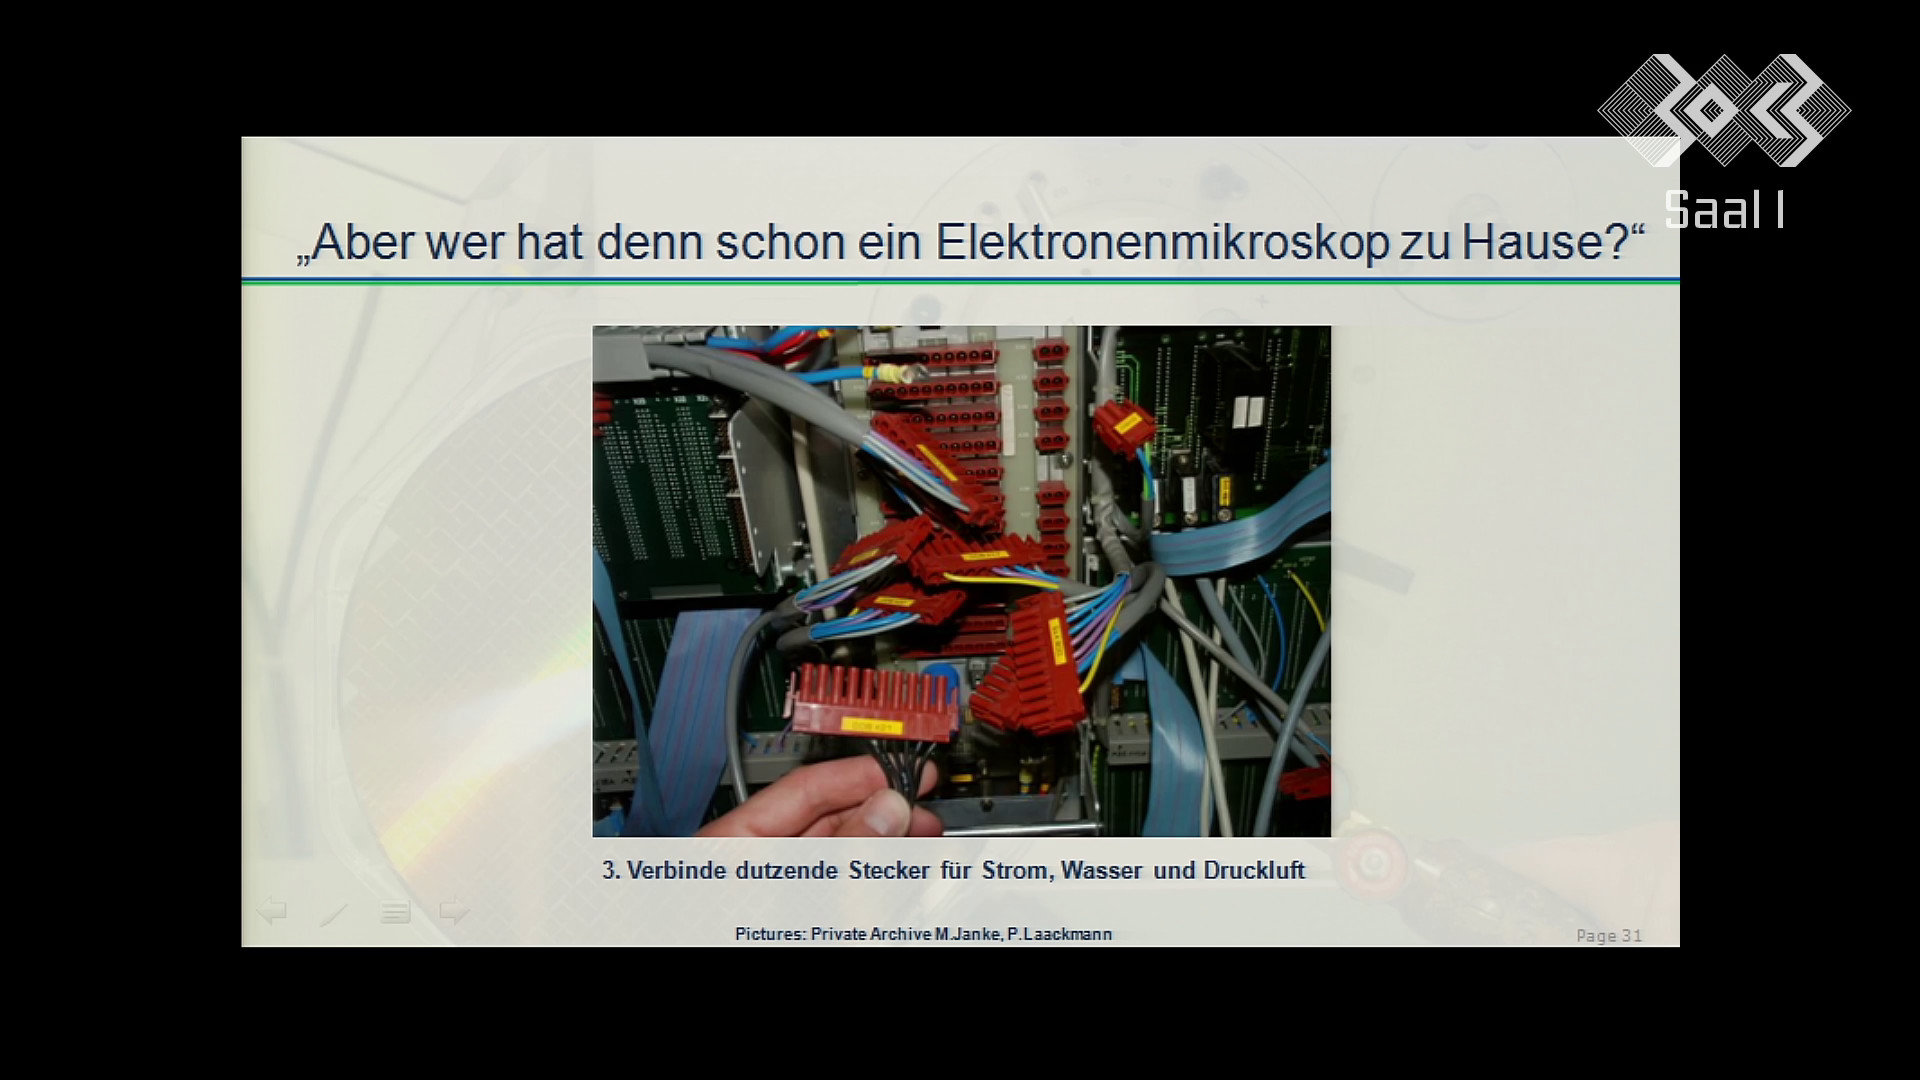 Saal 1
„Aber wer hat denn schon ein Elektronenmikroskop zu Hause?“
3. Verbinde dutzende Stecker für Strom, Wasser und Druckluft
Pictures: Private Archive M.Janke, P.Laackmann
Page 31